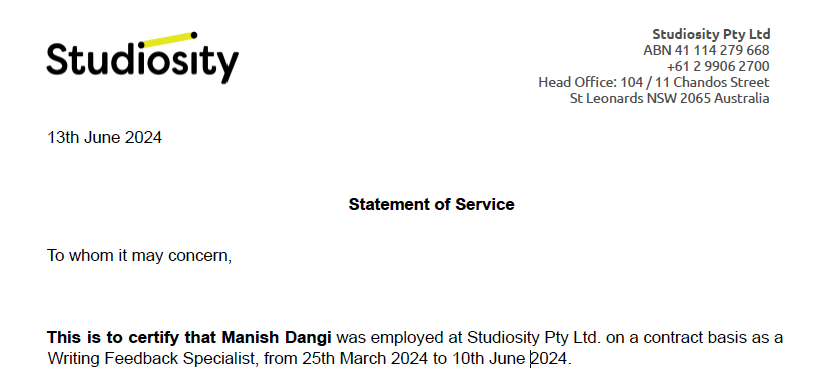 Studiosity
Studiosity Pty Ltd
ABN 41 114 279 668
+61 2 9906 2700
Head Office: 104 / 11 Chandos Street
St Leonards NSW 2065 Australia
13th June 2024
Statement of Service
To whom it may concern,
This is to certify that Manish Dangi was employed at Studiosity Pty Ltd. on a contract basis as a
Writing Feedback Specialist, from 25th March 2024 to 10th June 2024.